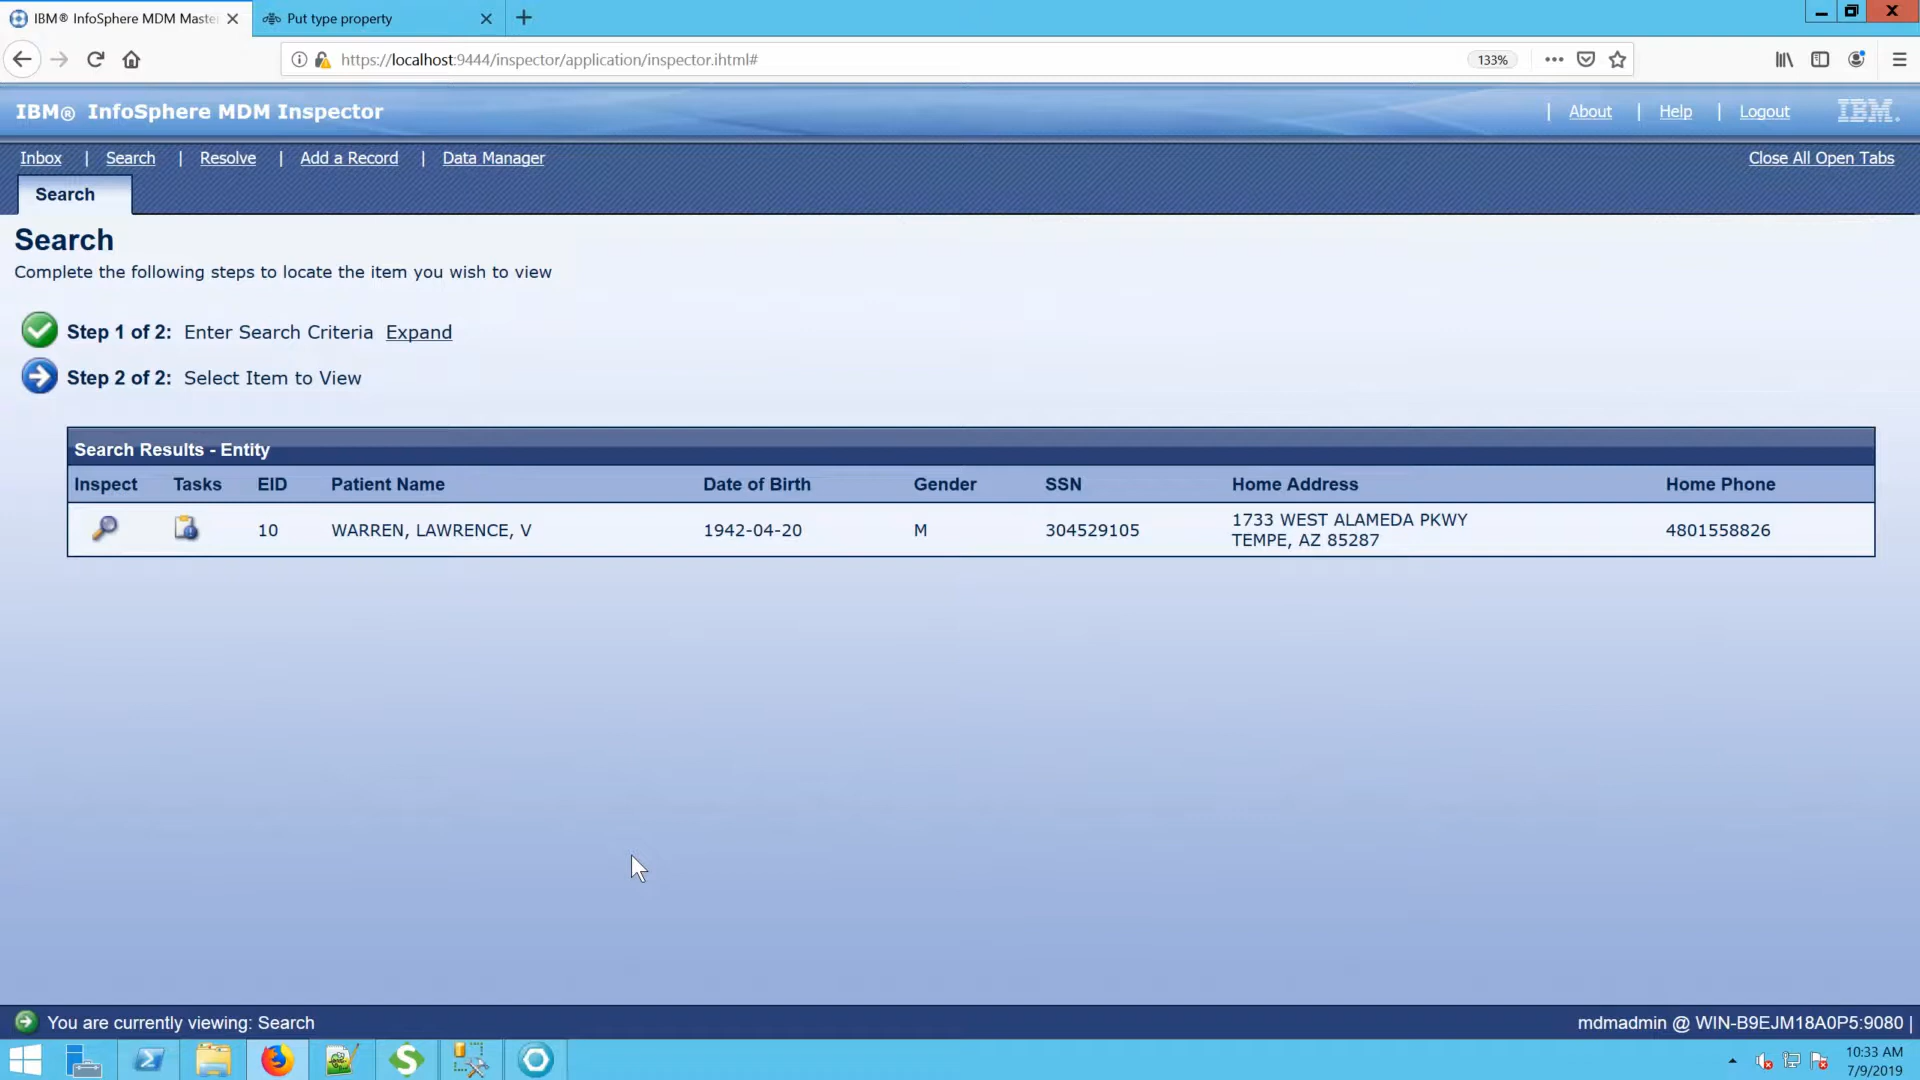 IBM® InfoSphere MDM Maste
Put type property
https://localhost:9444/inspector/application/inspector.ihtml#
133%
IBM® InfoSphere MDM Inspector
| About | Help | Logout
IBM.
Inbox | Search | Resolve | Add a Record | Data Manager
Close All Open Tabs
Search
Search
Complete the following steps to locate the item you wish to view
Step 1 of 2: Enter Search Criteria Expand
Step 2 of 2: Select Item to View
Search Results - Entity
Inspect Tasks EID Patient Name Date of Birth Gender SSN Home Address Home Phone
10 WARREN, LAWRENCE, V 1942-04-20 M 304529105 1733 WEST ALAMEDA PKWY 4801558826
TEMPE, AZ 85287
You are currently viewing: Search
mdmadmin @ WIN-B9EJM18A0P5:9080 |
10:33 AM
7/9/2019